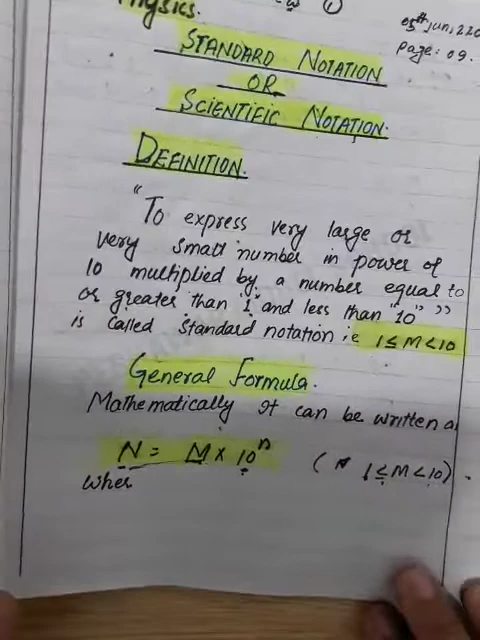 Physics.
Page: 09.
STANDARD NOTATION
OR
SCIENTIFIC NOTATION.
DEFINITION.
"To express very large or
very small number in power of
10 multiplied by a number equal to
or greater than "1" and less than "10" ”
is called standard notation ie 1≤M<10
General Formula.
Mathematically It can be written a
N = M x 10ⁿ ( 1≤M<10).
wher